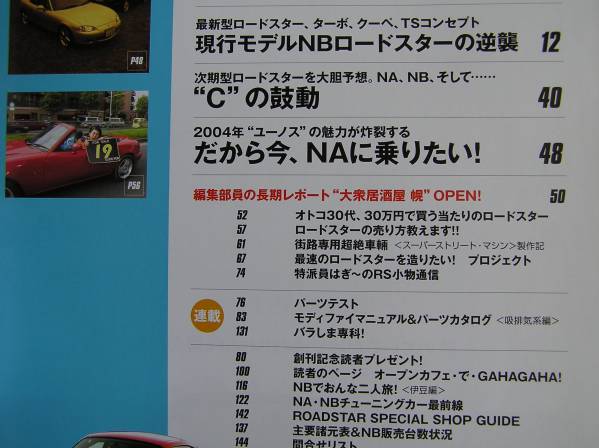 最新型ロードスター、ターボ、クーペ、TSコンセプト
現行モデルNBロードスターの逆襲 12
次期型ロードスターを大胆予想。NA、NB、そして……
“C”の鼓動 40
2004年“ユーノス”の魅力が炸裂する
だから今、NAに乗りたい! 48
編集部員の長期レポート“大衆居酒屋 幌”OPEN! 50
52 オトコ30代、30万円で買う当たりのロードスター
57 ロードスターの売り方教えます!!
61 街路専用超絶車輛 <スーパーストリート・マシン>製作記
67 最速のロードスターを造りたい! プロジェクト
74 特派員はぎ~のRS小物通信
連載
76 パーツテスト
83 モディファイマニュアル&パーツカタログ <吸排気系編>
131 バラしま専科!
80 創刊記念読者プレゼント!
100 読者のページ オープンカフェ・で・GAHAGAHA!
116 NBでおんな二人旅! <伊豆編>
122 NA・NBチューニングカー最前線
142 ROADSTAR SPECIAL SHOP GUIDE
137 主要諸元表&NB販売台数状況
144 問合せリスト
P40
19
P50